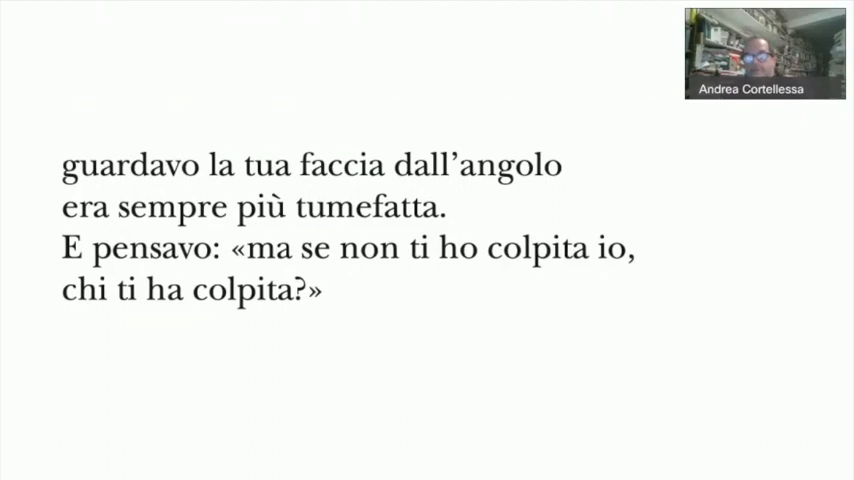 Andrea Cortellessa
guardavo la tua faccia dall’angolo
era sempre più tumefatta.
E pensavo: «ma se non ti ho colpita io,
chi ti ha colpita?»